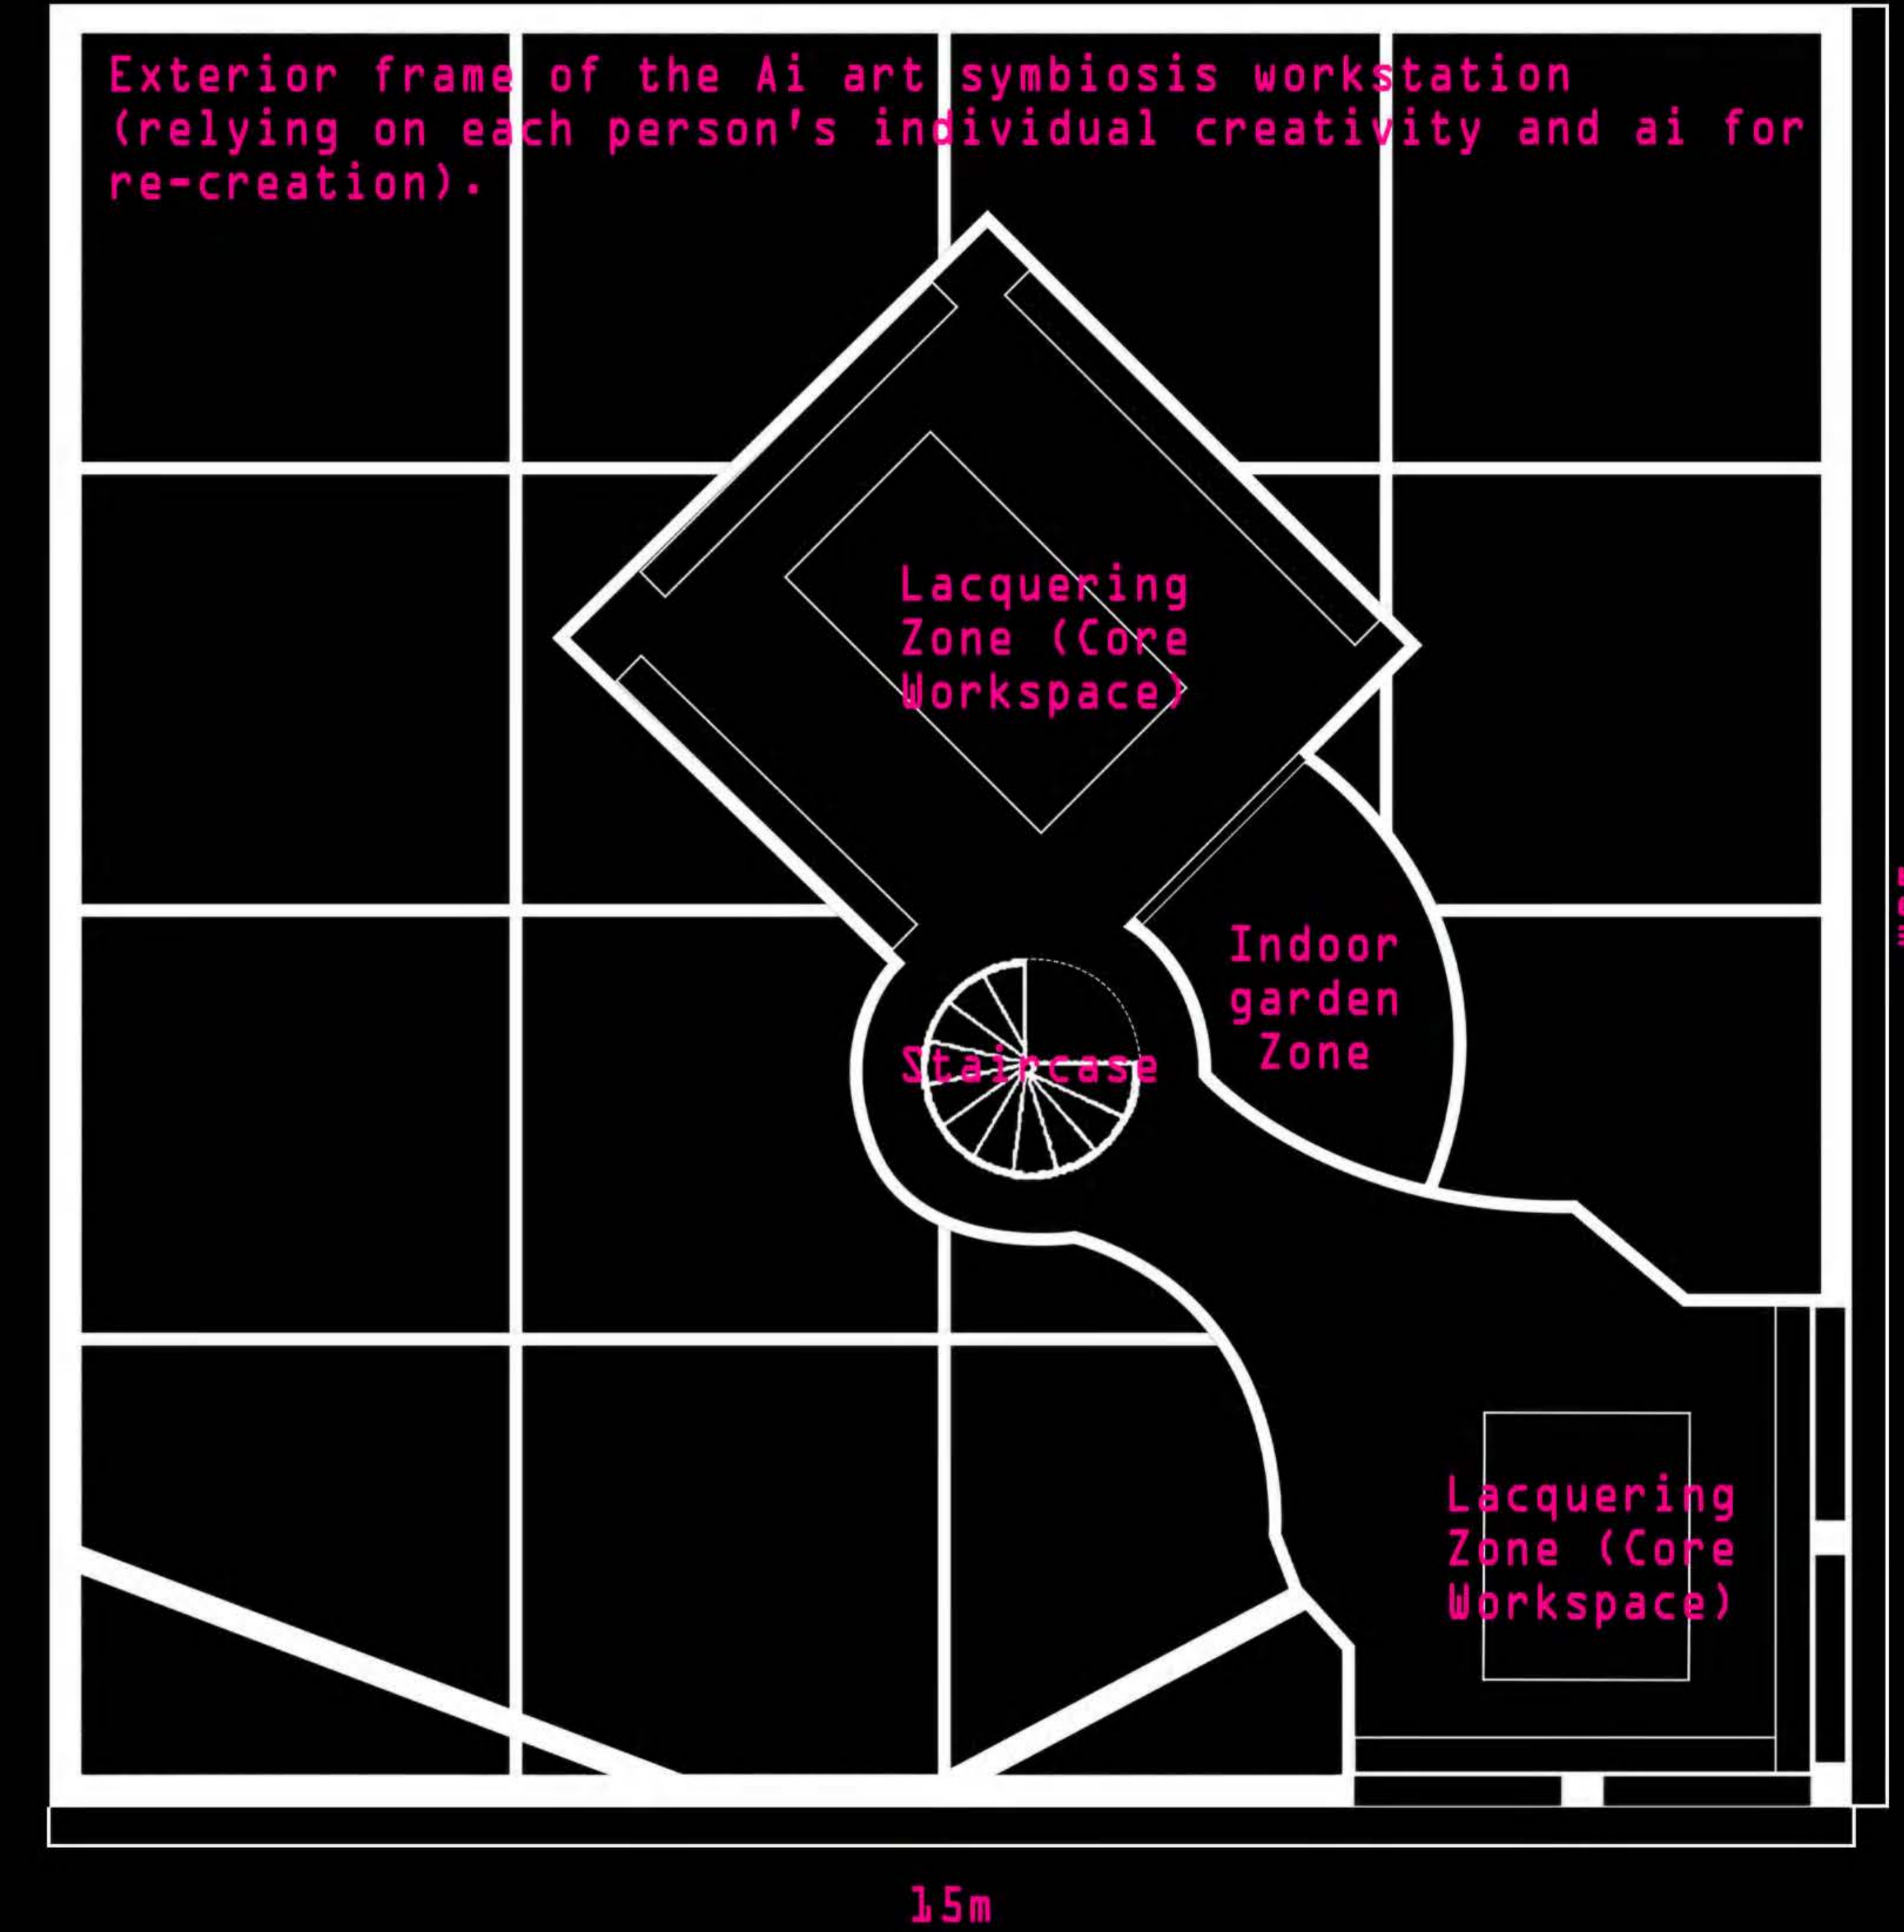 Exterior frame of the Ai art symbiosis workstation
(relying on each person's individual creativity and ai for
re-creation).
Lacquering
Zone (Core
Workspace)
Indoor
garden
Zone
Staircase
Lacquering
Zone (Core
Workspace)
15m